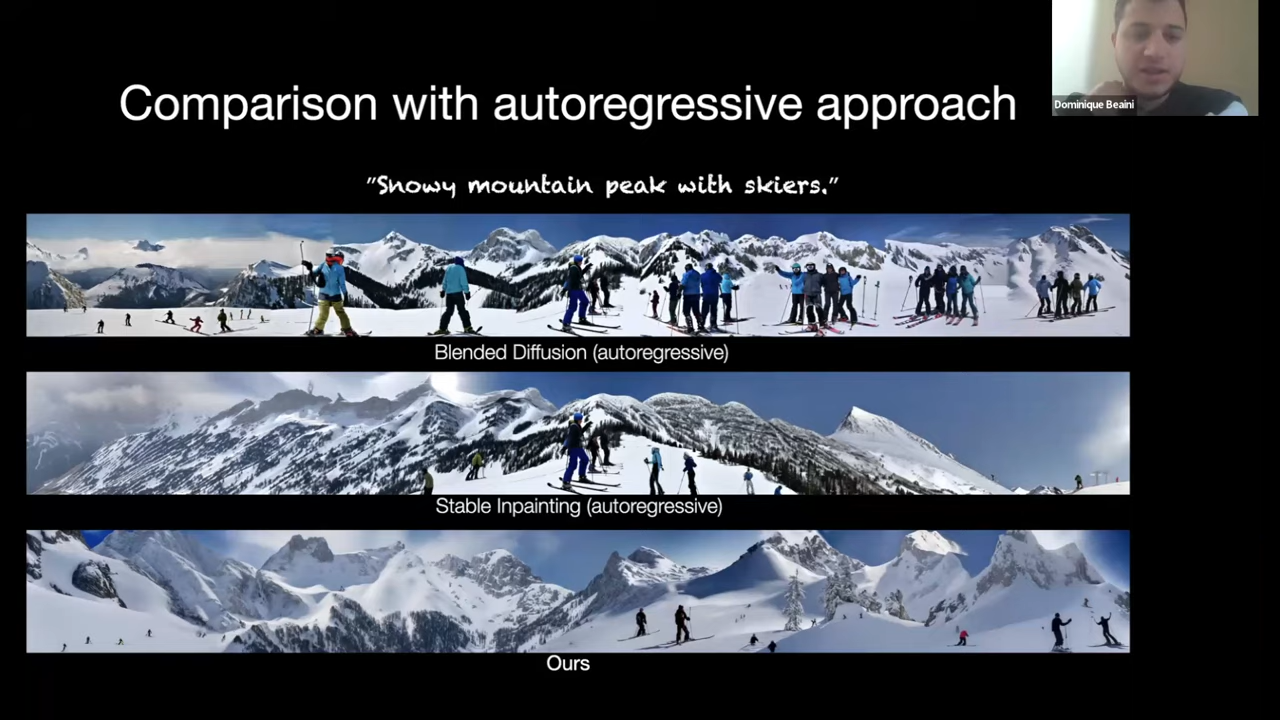 Comparison with autoregressive approach
Dominique Beaini
"Snowy mountain peak with skiers."
Blended Diffusion (autoregressive)
Stable Inpainting (autoregressive)
Ours